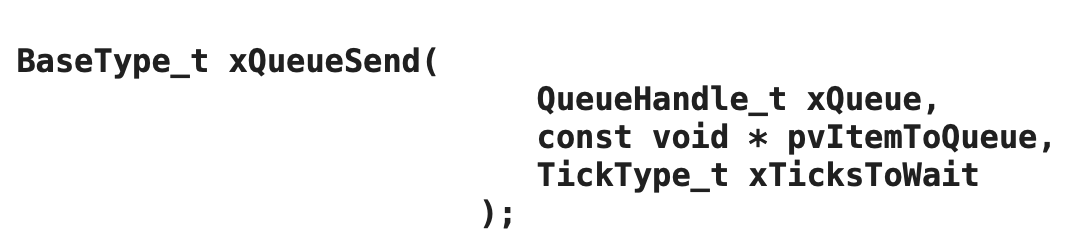 BaseType_t xQueueSend(
QueueHandle_t xQueue,
const void * pvItemToQueue,
TickType_t xTicksToWait
);